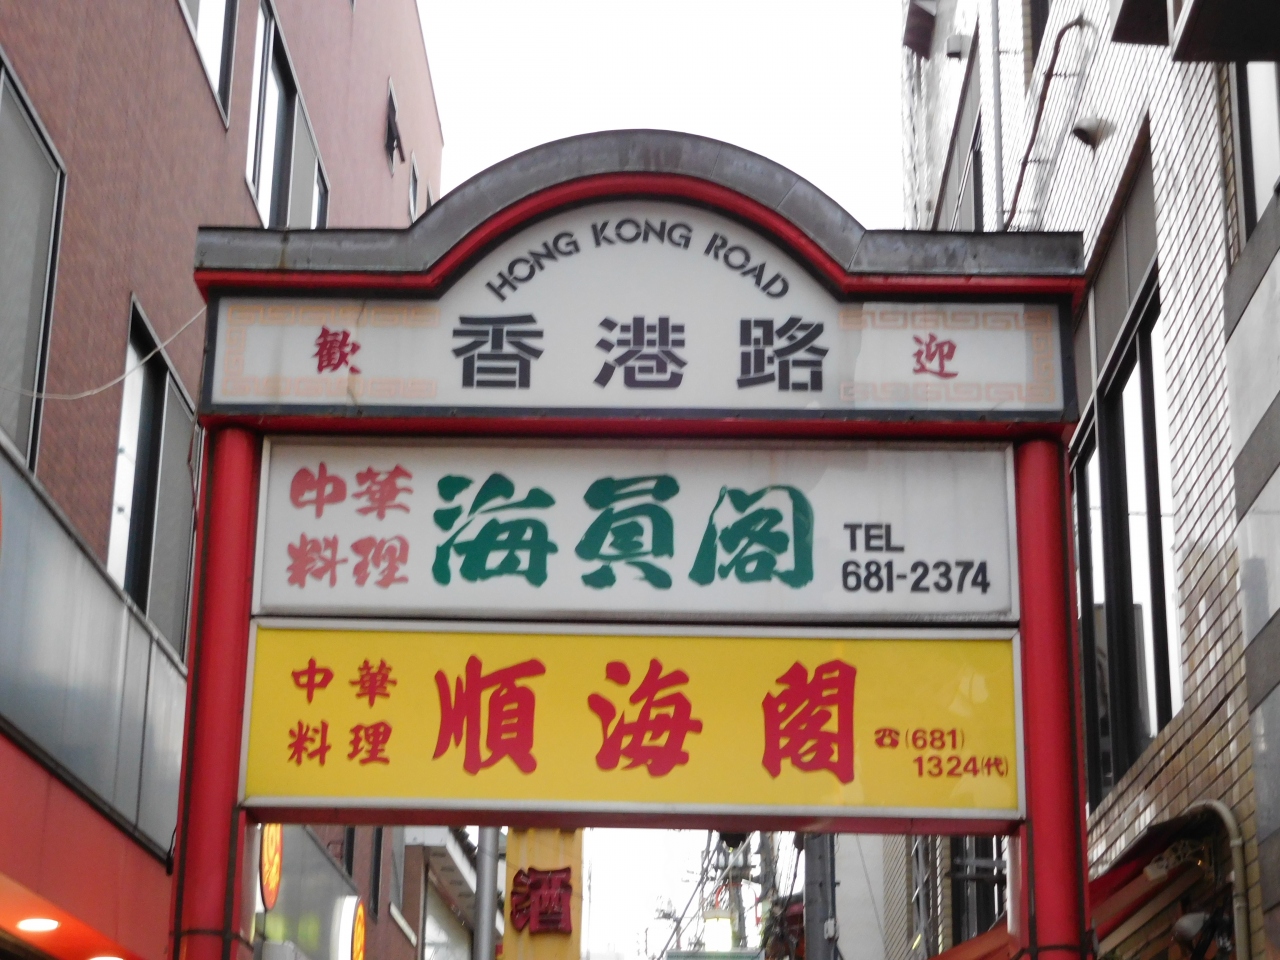 HONG KONG ROAD
歡 香港路 迎
中華
料理
海員閣
TEL
681-2374
中華
料理
順海閣
☎(681)
1324(代)
酒